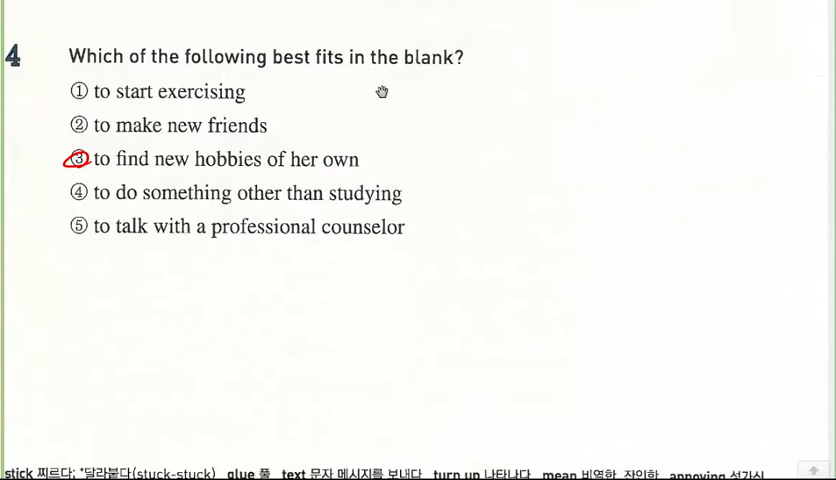 4 Which of the following best fits in the blank?
① to start exercising
② to make new friends
③ to find new hobbies of her own
④ to do something other than studying
⑤ to talk with a professional counselor
stick 찌르다; *달라붙다(stuck-stuck) glue 풀 text 문자 메시지를 보내다 turn up 나타나다 mean 비열한, 잔인한 annoying 성가신